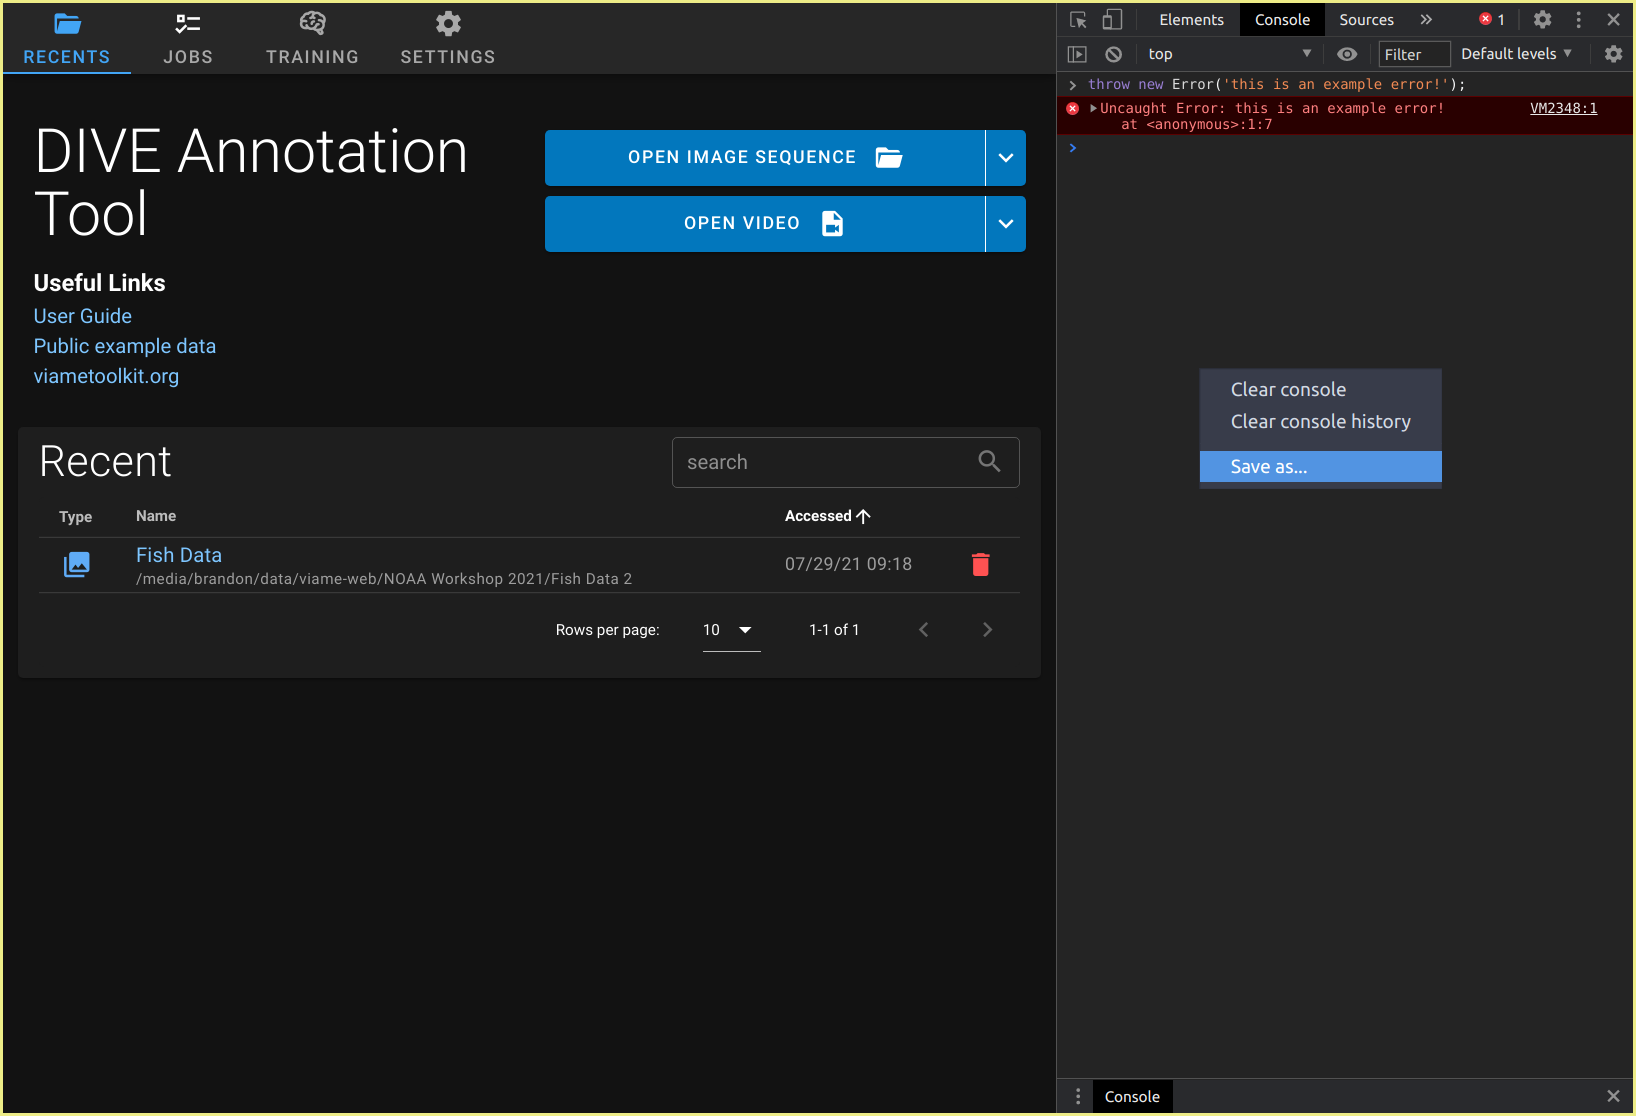 RECENTS JOBS TRAINING SETTINGS
DIVE Annotation
Tool
OPEN IMAGE SEQUENCE
OPEN VIDEO
Useful Links
User Guide
Public example data
viametoolkit.org
Recent
search
Type Name Accessed
Fish Data
/media/brandon/data/viame-web/NOAA Workshop 2021/Fish Data 2
07/29/21 09:18
Rows per page: 10 1-1 of 1
Elements Console Sources » 1
top Filter Default levels
throw new Error('this is an example error!');
Uncaught Error: this is an example error! VM2348:1
at <anonymous>:1:7
Clear console
Clear console history
Save as...
Console